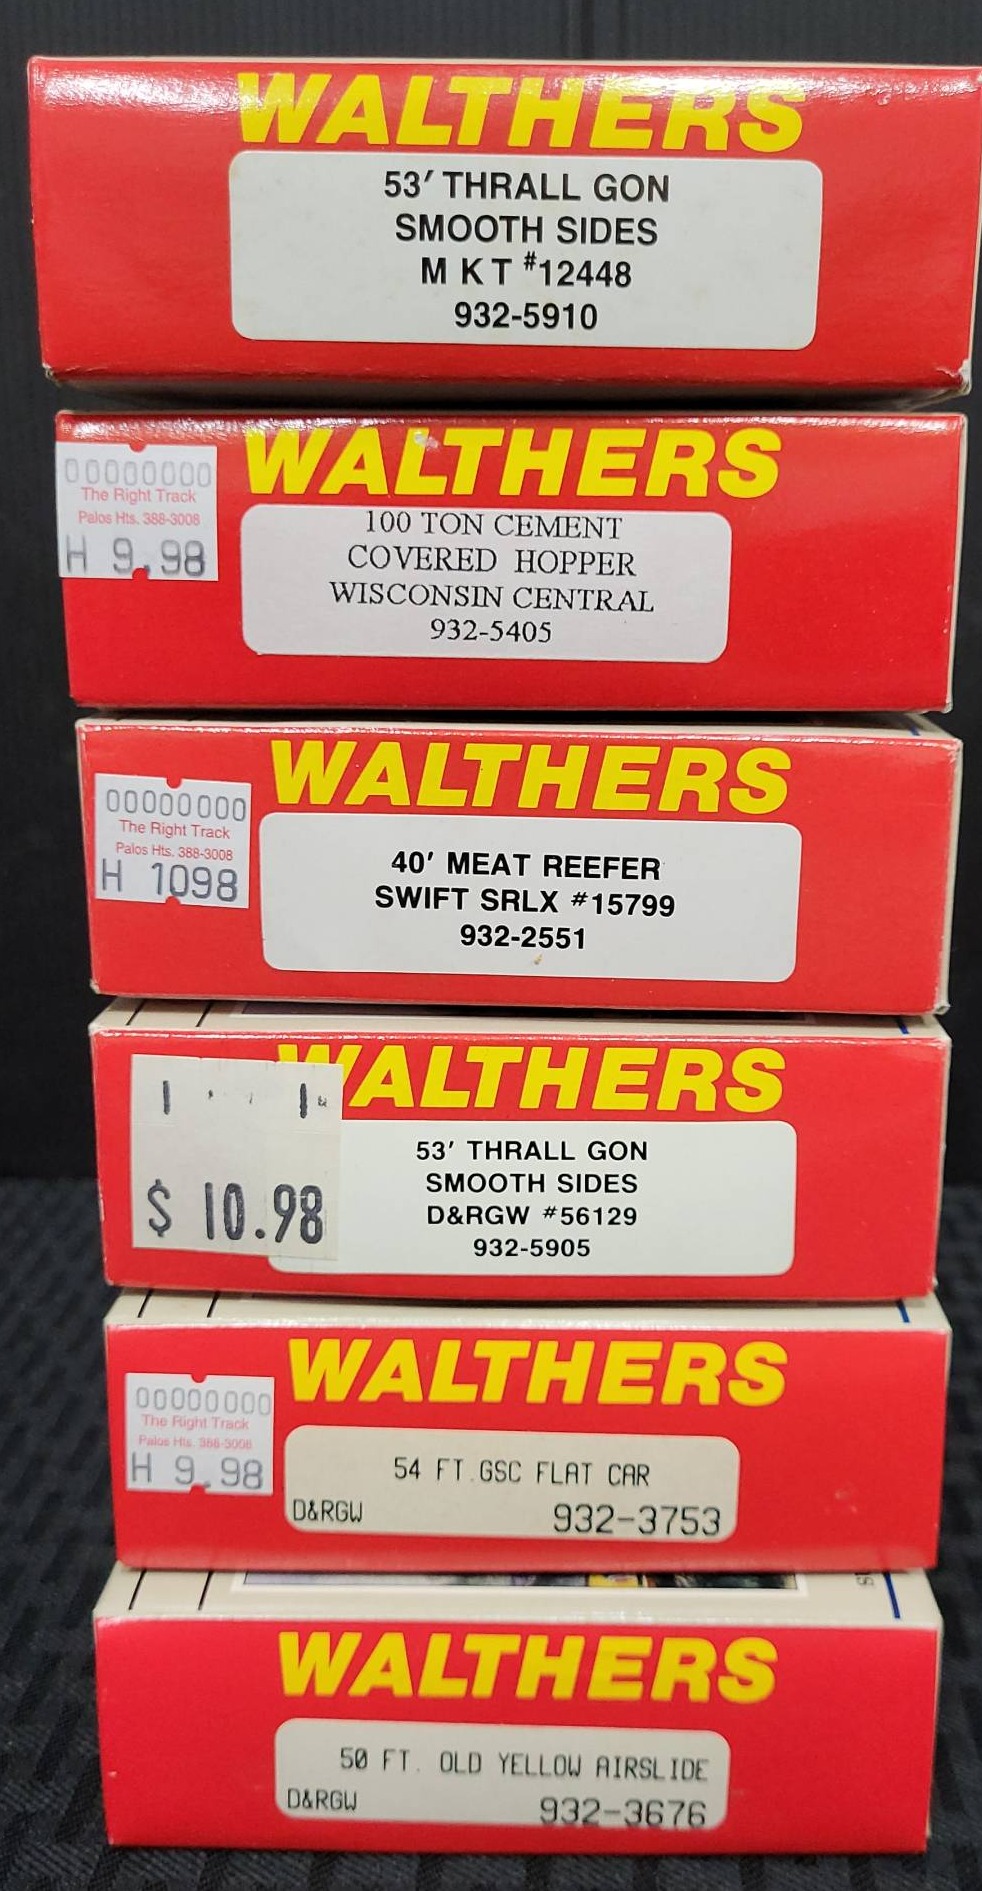 WALTHERS
53' THRALL GON
SMOOTH SIDES
M K T #12448
932-5910
WALTHERS
00000000
The Right Track
Palos Hts. 388-3008
H 9.98
100 TON CEMENT
COVERED HOPPER
WISCONSIN CENTRAL
932-5405
WALTHERS
00000000
The Right Track
Palos Hts. 388-3008
H 1098
40' MEAT REEFER
SWIFT SRLX #15799
932-2551
WALTHERS
$ 10.98
53' THRALL GON
SMOOTH SIDES
D&RGW #56129
932-5905
WALTHERS
00000000
The Right Track
Palos Hts. 388-3008
H 9.98
54 FT.GSC FLAT CAR
D&RGW 932-3753
WALTHERS
50 FT. OLD YELLOW AIRSLIDE
D&RGW 932-3676